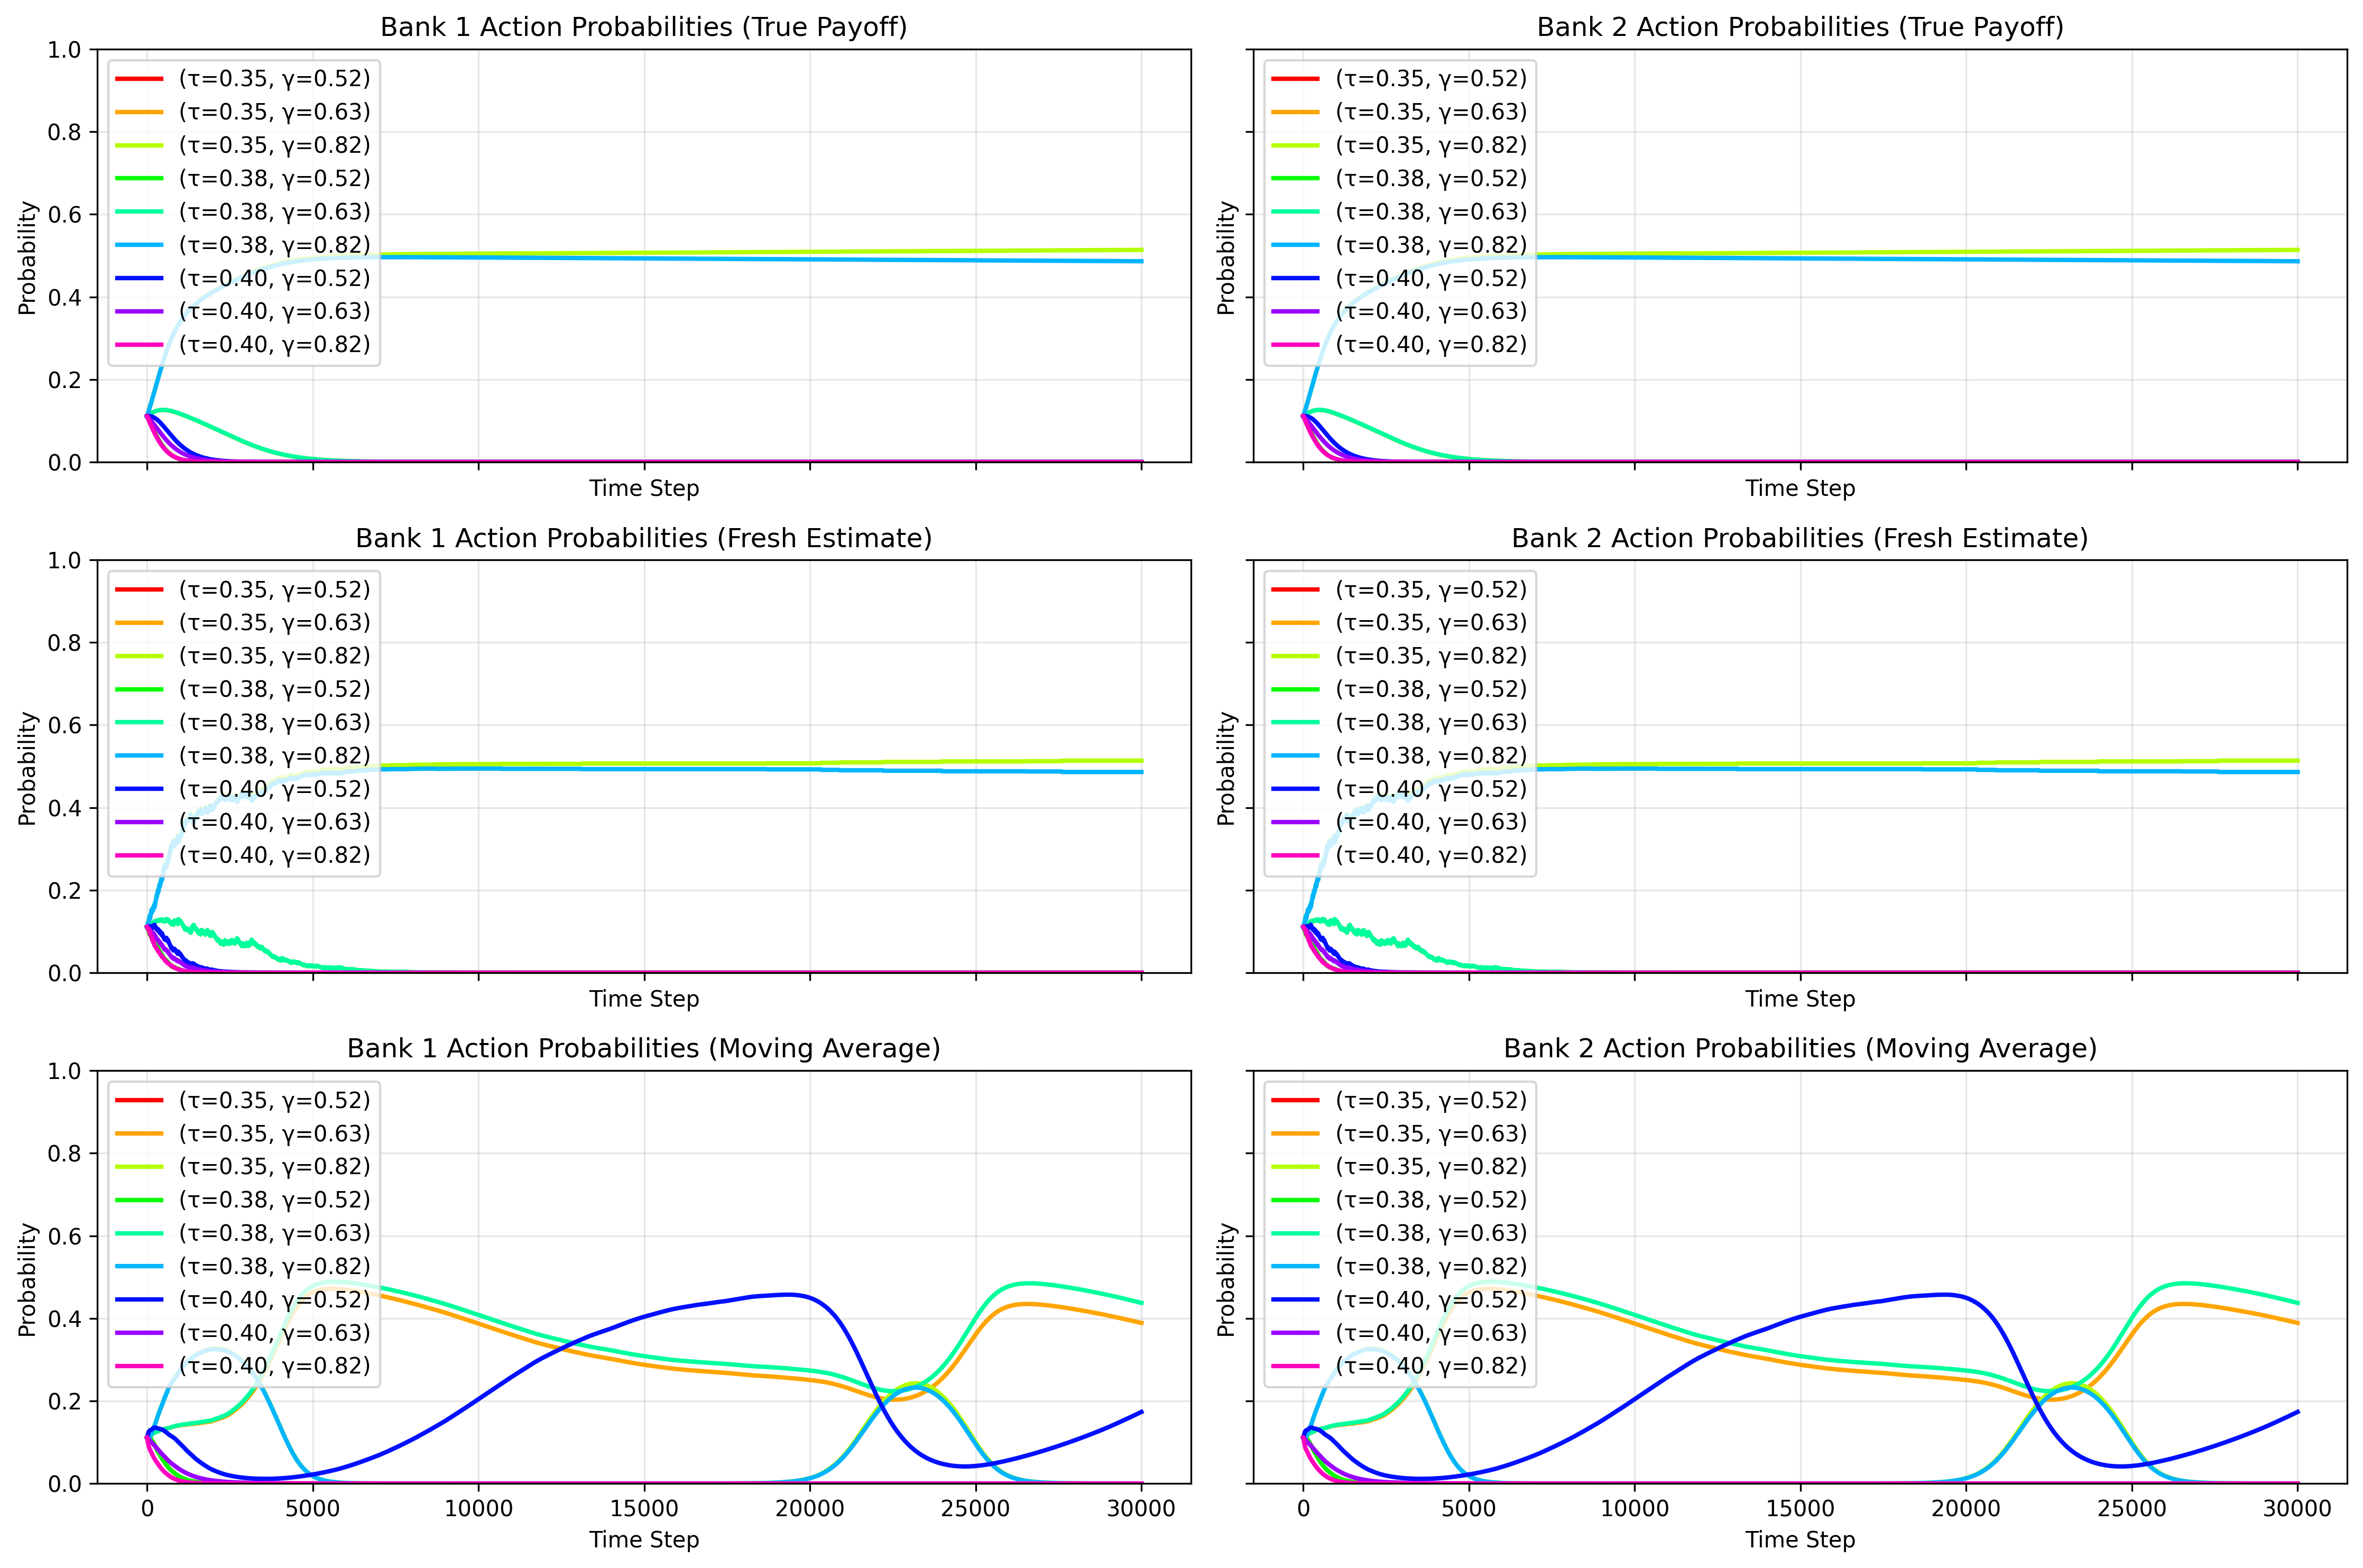 Bank 1 Action Probabilities (True Payoff)
Probability
1.0
0.8
0.6
0.4
0.2
0.0
(τ=0.35, γ=0.52)
(τ=0.35, γ=0.63)
(τ=0.35, γ=0.82)
(τ=0.38, γ=0.52)
(τ=0.38, γ=0.63)
(τ=0.38, γ=0.82)
(τ=0.40, γ=0.52)
(τ=0.40, γ=0.63)
(τ=0.40, γ=0.82)
Time Step
Bank 2 Action Probabilities (True Payoff)
Probability
(τ=0.35, γ=0.52)
(τ=0.35, γ=0.63)
(τ=0.35, γ=0.82)
(τ=0.38, γ=0.52)
(τ=0.38, γ=0.63)
(τ=0.38, γ=0.82)
(τ=0.40, γ=0.52)
(τ=0.40, γ=0.63)
(τ=0.40, γ=0.82)
Time Step
Bank 1 Action Probabilities (Fresh Estimate)
Probability
1.0
0.8
0.6
0.4
0.2
0.0
(τ=0.35, γ=0.52)
(τ=0.35, γ=0.63)
(τ=0.35, γ=0.82)
(τ=0.38, γ=0.52)
(τ=0.38, γ=0.63)
(τ=0.38, γ=0.82)
(τ=0.40, γ=0.52)
(τ=0.40, γ=0.63)
(τ=0.40, γ=0.82)
Time Step
Bank 2 Action Probabilities (Fresh Estimate)
Probability
(τ=0.35, γ=0.52)
(τ=0.35, γ=0.63)
(τ=0.35, γ=0.82)
(τ=0.38, γ=0.52)
(τ=0.38, γ=0.63)
(τ=0.38, γ=0.82)
(τ=0.40, γ=0.52)
(τ=0.40, γ=0.63)
(τ=0.40, γ=0.82)
Time Step
Bank 1 Action Probabilities (Moving Average)
Probability
1.0
0.8
0.6
0.4
0.2
0.0
(τ=0.35, γ=0.52)
(τ=0.35, γ=0.63)
(τ=0.35, γ=0.82)
(τ=0.38, γ=0.52)
(τ=0.38, γ=0.63)
(τ=0.38, γ=0.82)
(τ=0.40, γ=0.52)
(τ=0.40, γ=0.63)
(τ=0.40, γ=0.82)
0 5000 10000 15000 20000 25000 30000
Time Step
Bank 2 Action Probabilities (Moving Average)
Probability
(τ=0.35, γ=0.52)
(τ=0.35, γ=0.63)
(τ=0.35, γ=0.82)
(τ=0.38, γ=0.52)
(τ=0.38, γ=0.63)
(τ=0.38, γ=0.82)
(τ=0.40, γ=0.52)
(τ=0.40, γ=0.63)
(τ=0.40, γ=0.82)
0 5000 10000 15000 20000 25000 30000
Time Step